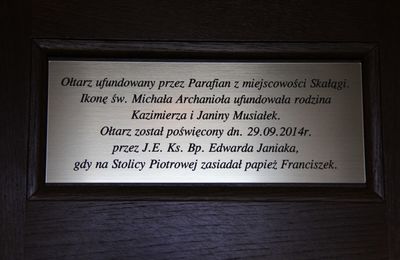 Ołtarz ufundowany przez Parafian z miejscowości Skałągi.
Ikonę św. Michała Archanioła ufundowała rodzina
Kazimierza i Janiny Musiałek.
Ołtarz został poświęcony dn. 29.09.2014r.
przez J.E. Ks. Bp. Edwarda Janiaka,
gdy na Stolicy Piotrowej zasiadał papież Franciszek.